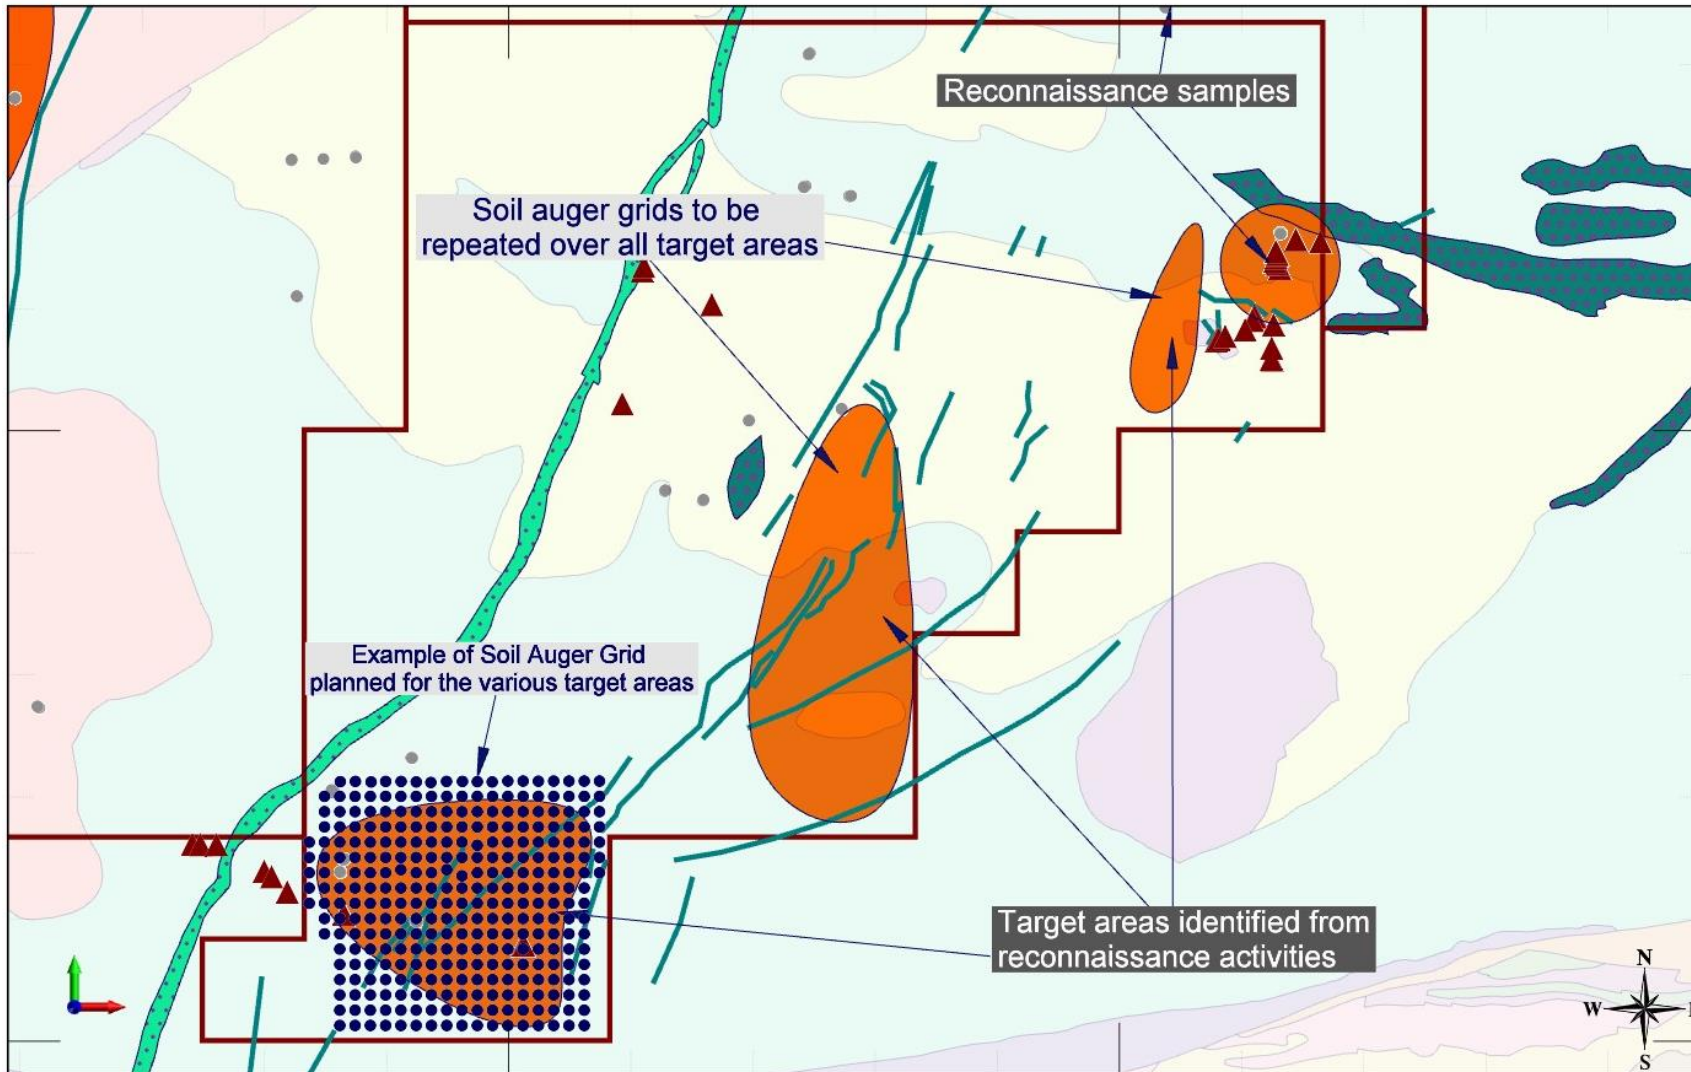 Reconnaissance samples
Soil auger grids to be
repeated over all target areas
Example of Soil Auger Grid
planned for the various target areas
Target areas identified from
reconnaissance activities
N
W
S